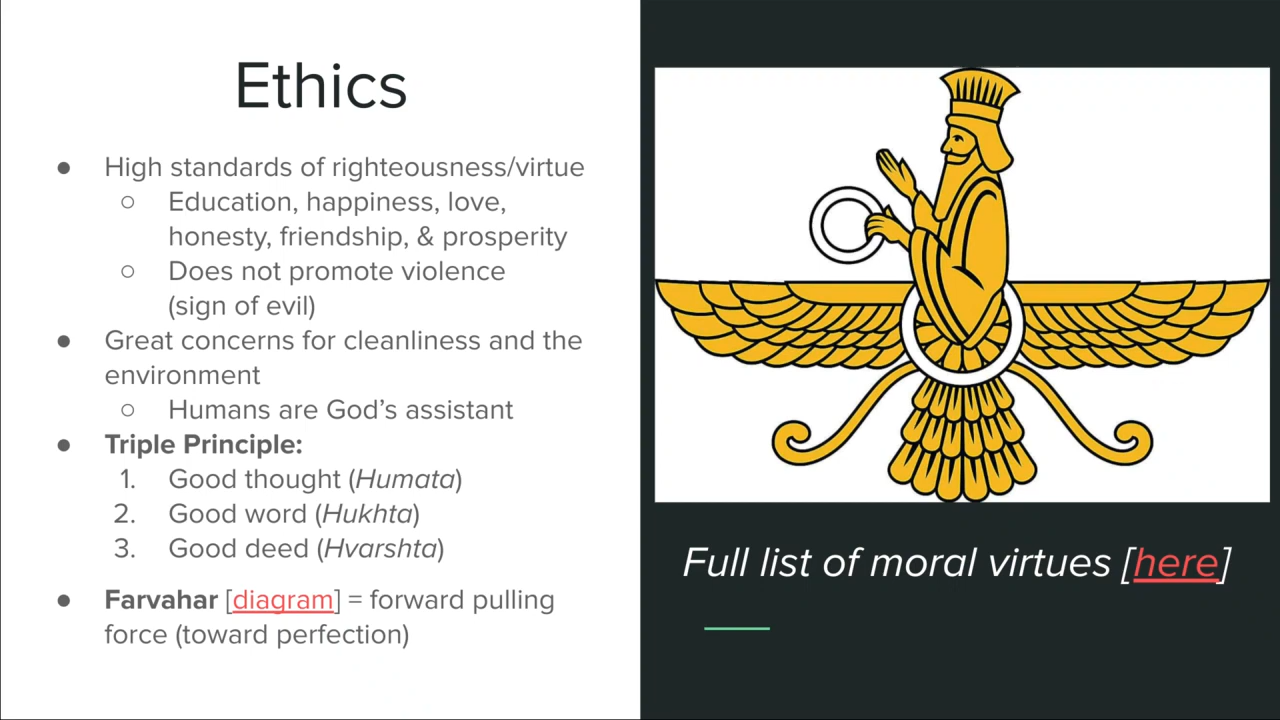 Ethics
● High standards of righteousness/virtue
○ Education, happiness, love,
honesty, friendship, & prosperity
○ Does not promote violence
(sign of evil)
● Great concerns for cleanliness and the
environment
○ Humans are God’s assistant
● Triple Principle:
1. Good thought (Humata)
2. Good word (Hukhta)
3. Good deed (Hvarshta)
● Farvahar [diagram] = forward pulling
force (toward perfection)
Full list of moral virtues [here]